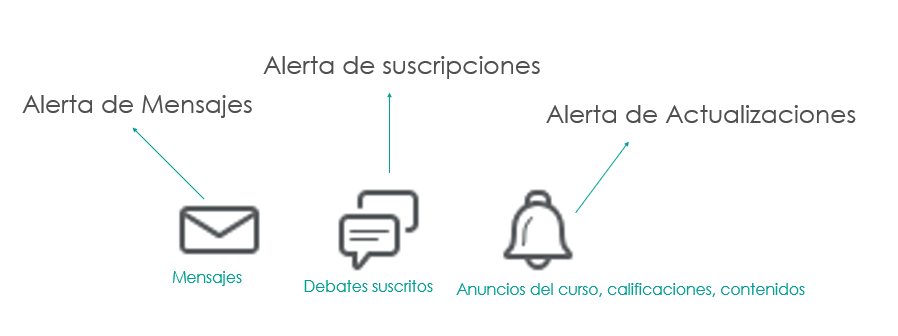 Alerta de suscripciones
Alerta de Mensajes
Alerta de Actualizaciones
Mensajes
Debates suscritos
Anuncios del curso, calificaciones, contenidos